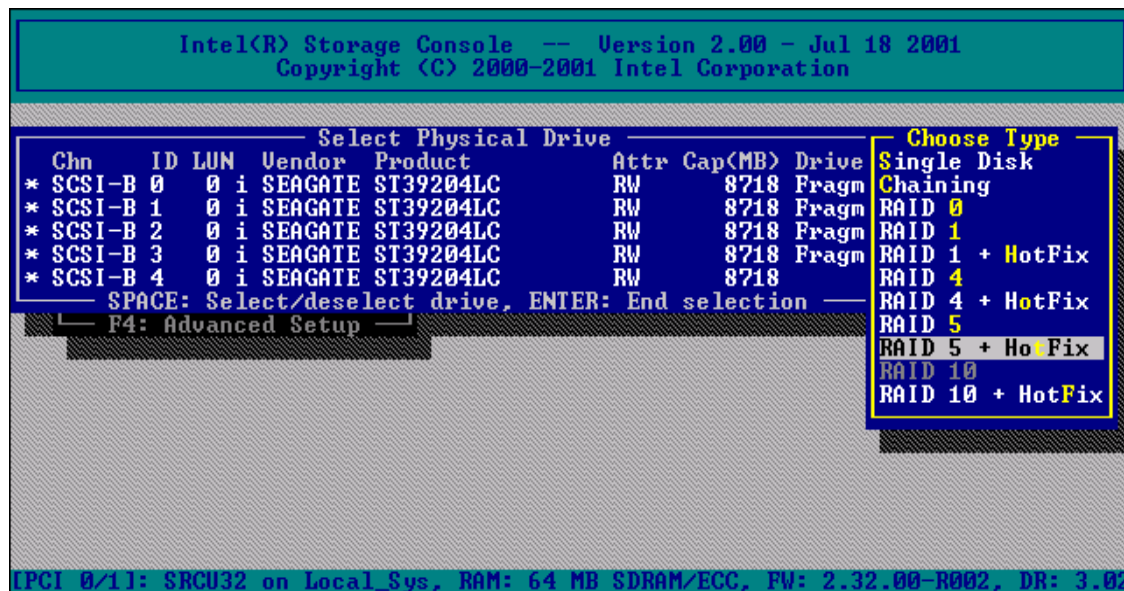 Intel(R) Storage Console -- Version 2.00 - Jul 18 2001
Copyright (C) 2000-2001 Intel Corporation
Select Physical Drive
Chn ID LUN Vendor Product Attr Cap(MB) Drive
* SCSI-B 0 0 i SEAGATE ST39204LC RW 8718 Fragm
* SCSI-B 1 0 i SEAGATE ST39204LC RW 8718 Fragm
* SCSI-B 2 0 i SEAGATE ST39204LC RW 8718 Fragm
* SCSI-B 3 0 i SEAGATE ST39204LC RW 8718 Fragm
* SCSI-B 4 0 i SEAGATE ST39204LC RW 8718
SPACE: Select/deselect drive, ENTER: End selection
F4: Advanced Setup
Choose Type
Single Disk
Chaining
RAID 0
RAID 1
RAID 1 + HotFix
RAID 4
RAID 4 + HotFix
RAID 5
RAID 5 + HotFix
RAID 10
RAID 10 + HotFix
[PCI 0/1]: SRCU32 on Local_Sys, RAM: 64 MB SDRAM/ECC, FW: 2.32.00-R002, DR: 3.02